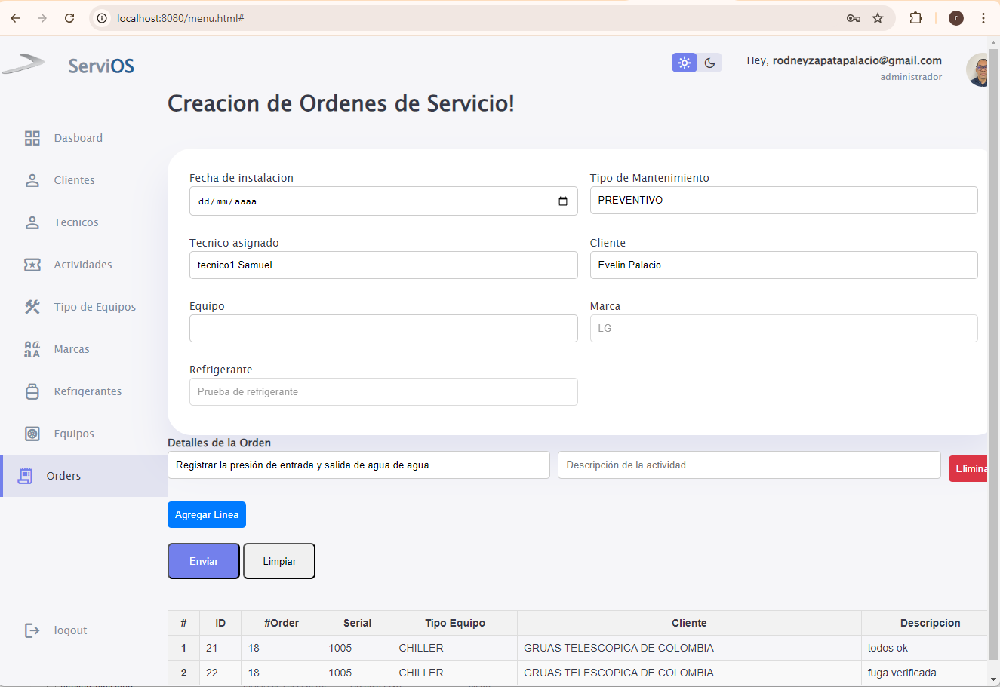 localhost:8080/menu.html#
r
ServiOS
Hey, rodneyzapatapalacio@gmail.com
administrador
Creacion de Ordenes de Servicio!
Dasboard
Clientes
Tecnicos
Actividades
Tipo de Equipos
Marcas
Refrigerantes
Equipos
Orders
logout
Fecha de instalacion
Tipo de Mantenimiento
dd/mm/aaaa
PREVENTIVO
Tecnico asignado
Cliente
tecnico1 Samuel
Evelin Palacio
Equipo
Marca
LG
Refrigerante
Prueba de refrigerante
Detalles de la Orden
Registrar la presión de entrada y salida de agua de agua
Descripción de la actividad
Elimina
Agregar Línea
Enviar
Limpiar
# ID #Order Serial Tipo Equipo Cliente Descripcion
1 21 18 1005 CHILLER GRUAS TELESCOPICA DE COLOMBIA todos ok
2 22 18 1005 CHILLER GRUAS TELESCOPICA DE COLOMBIA fuga verificada